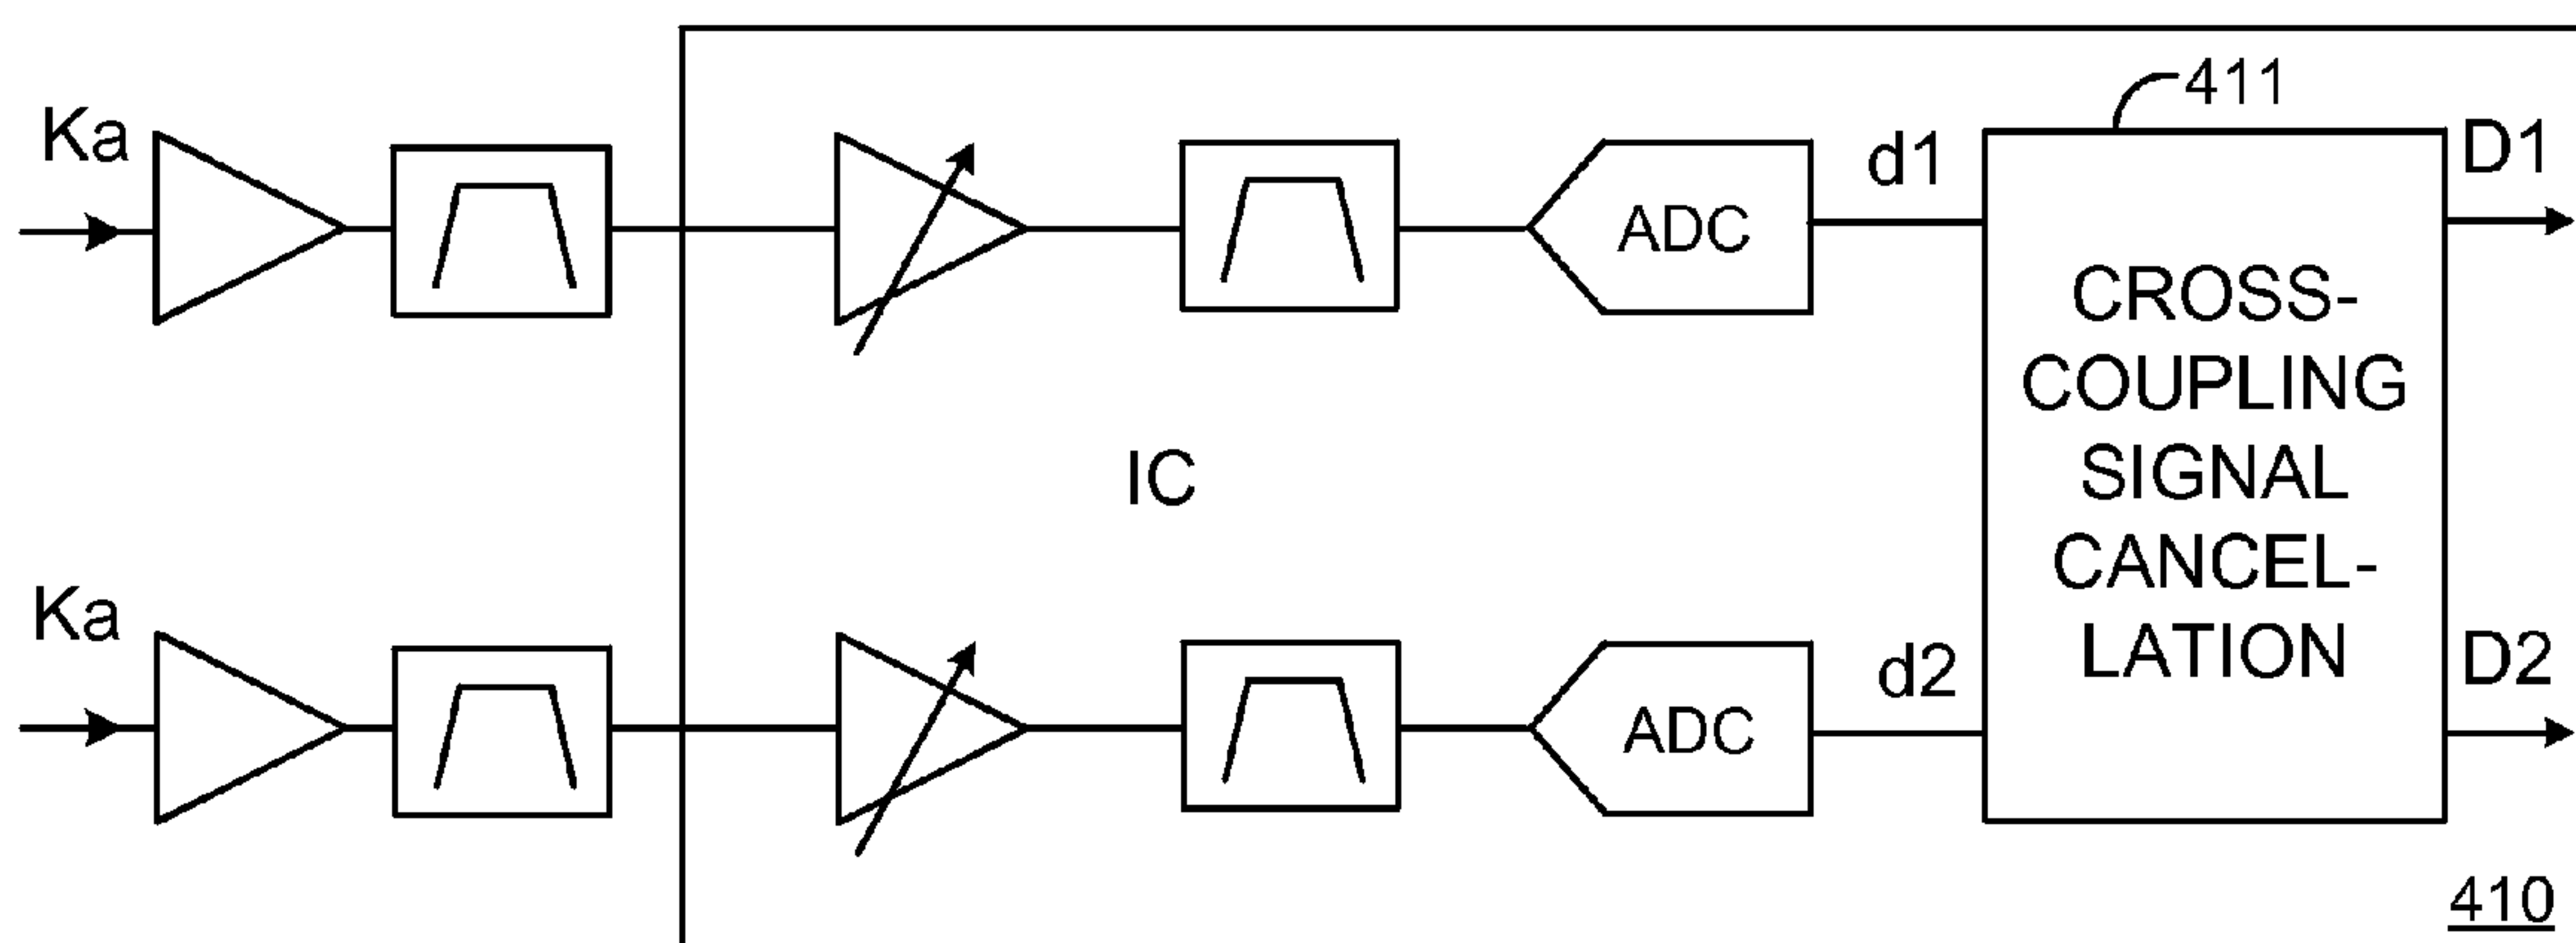 411
Ka
d1
D1
ADC
CROSS-
COUPLING
SIGNAL
CANCEL-
LATION
IC
Ka
d2
D2
ADC
410